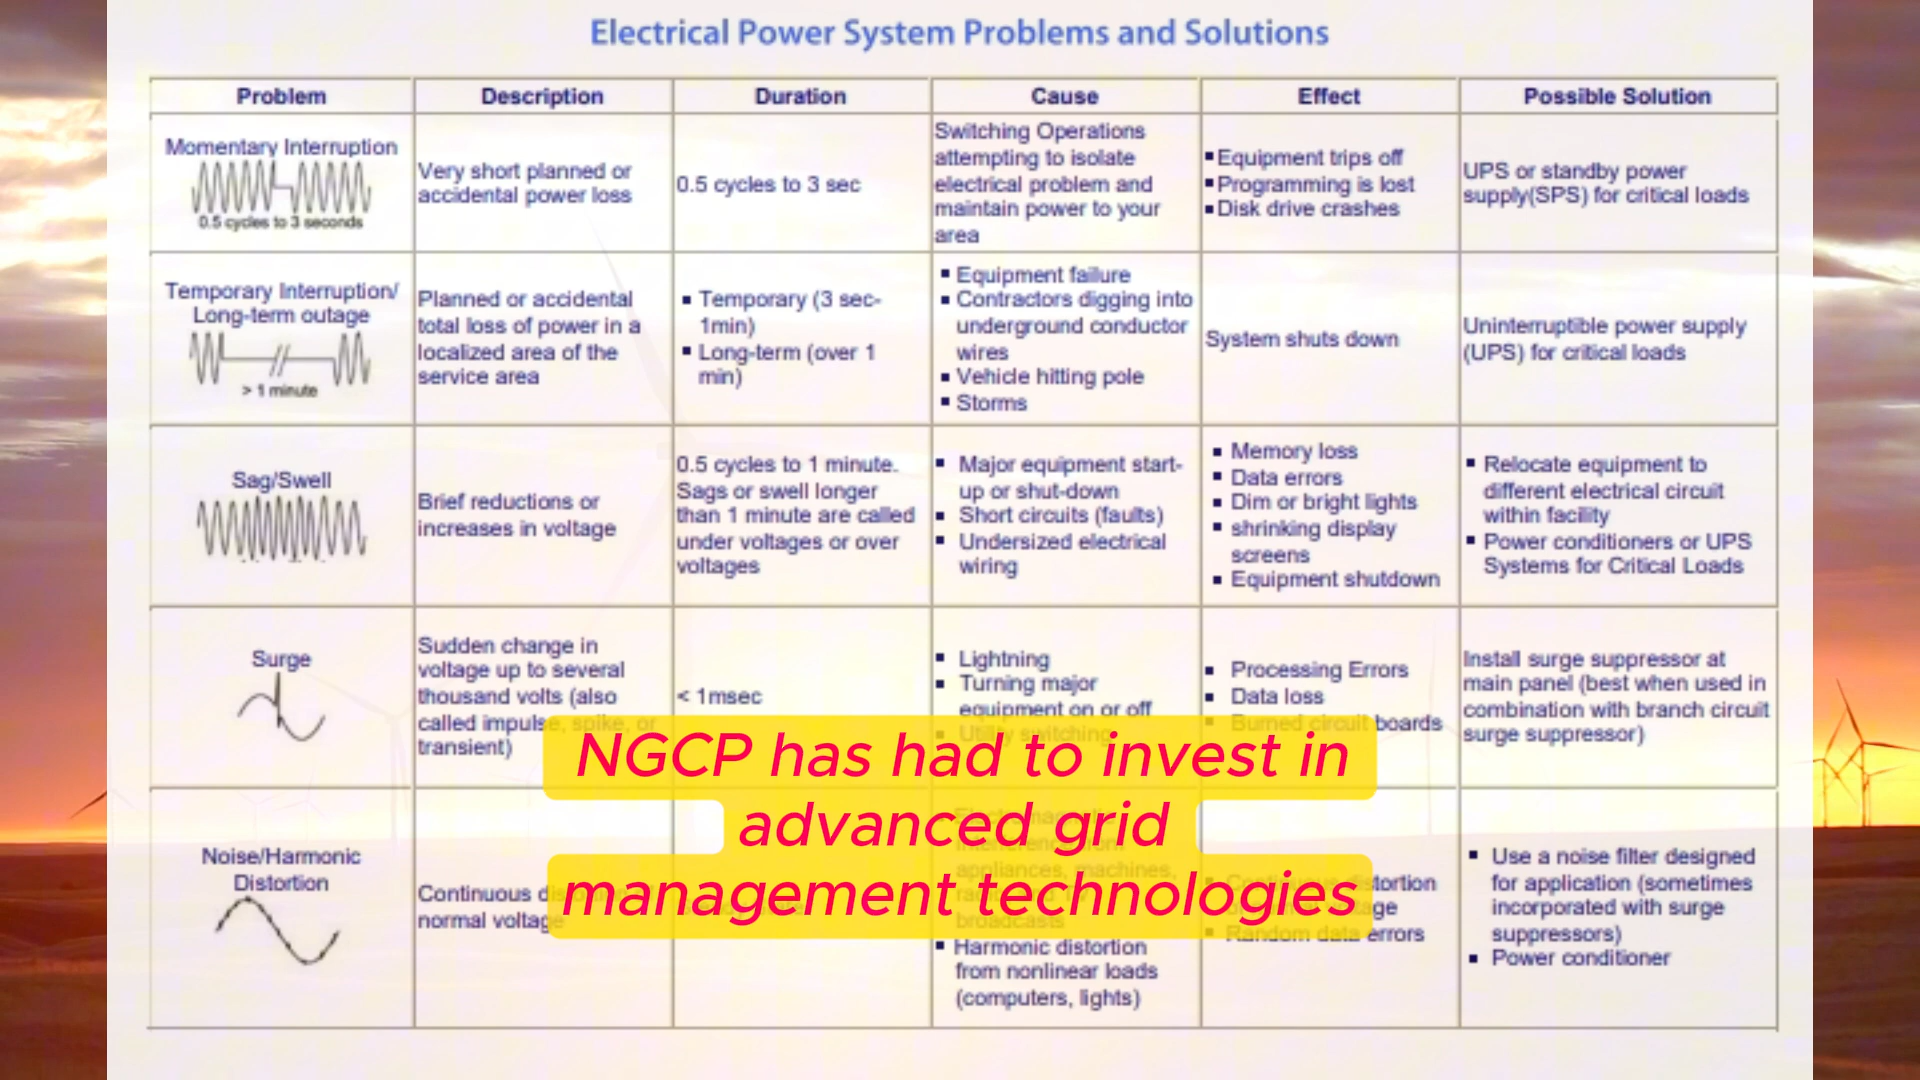 Electrical Power System Problems and Solutions
Problem
Description
Duration
Cause
Effect
Possible Solution
Momentary Interruption
0.5 cycles to 3 seconds
Very short planned or
accidental power loss
0.5 cycles to 3 sec
Switching Operations
attempting to isolate
electrical problem and
maintain power to your
area
Equipment trips off
Programming is lost
Disk drive crashes
UPS or standby power
supply(SPS) for critical loads
Temporary Interruption/
Long-term outage
> 1 minute
Planned or accidental
total loss of power in a
localized area of the
service area
Temporary (3 sec-
1min)
Long-term (over 1
min)
Equipment failure
Contractors digging into
underground conductor
wires
Vehicle hitting pole
Storms
System shuts down
Uninterruptible power supply
(UPS) for critical loads
Sag/Swell
Brief reductions or
increases in voltage
0.5 cycles to 1 minute.
Sags or swell longer
than 1 minute are called
under voltages or over
voltages
Major equipment start-
up or shut-down
Short circuits (faults)
Undersized electrical
wiring
Memory loss
Data errors
Dim or bright lights
shrinking display
screens
Equipment shutdown
Relocate equipment to
different electrical circuit
within facility
Power conditioners or UPS
Systems for Critical Loads
Surge
Sudden change in
voltage up to several
thousand volts (also
called impulse, spike, or
transient)
< 1msec
Lightning
Turning major
equipment on or off
Utility switching
Processing Errors
Data loss
Burned circuit boards
Install surge suppressor at
main panel (best when used in
combination with branch circuit
surge suppressor)
Noise/Harmonic
Distortion
Continuous
normal voltage
appliances, machines,
broadcasts
Harmonic distortion
from nonlinear loads
(computers, lights)
Continuous distortion
Random data errors
Use a noise filter designed
for application (sometimes
incorporated with surge
suppressors)
Power conditioner
NGCP has had to invest in
advanced grid
management technologies